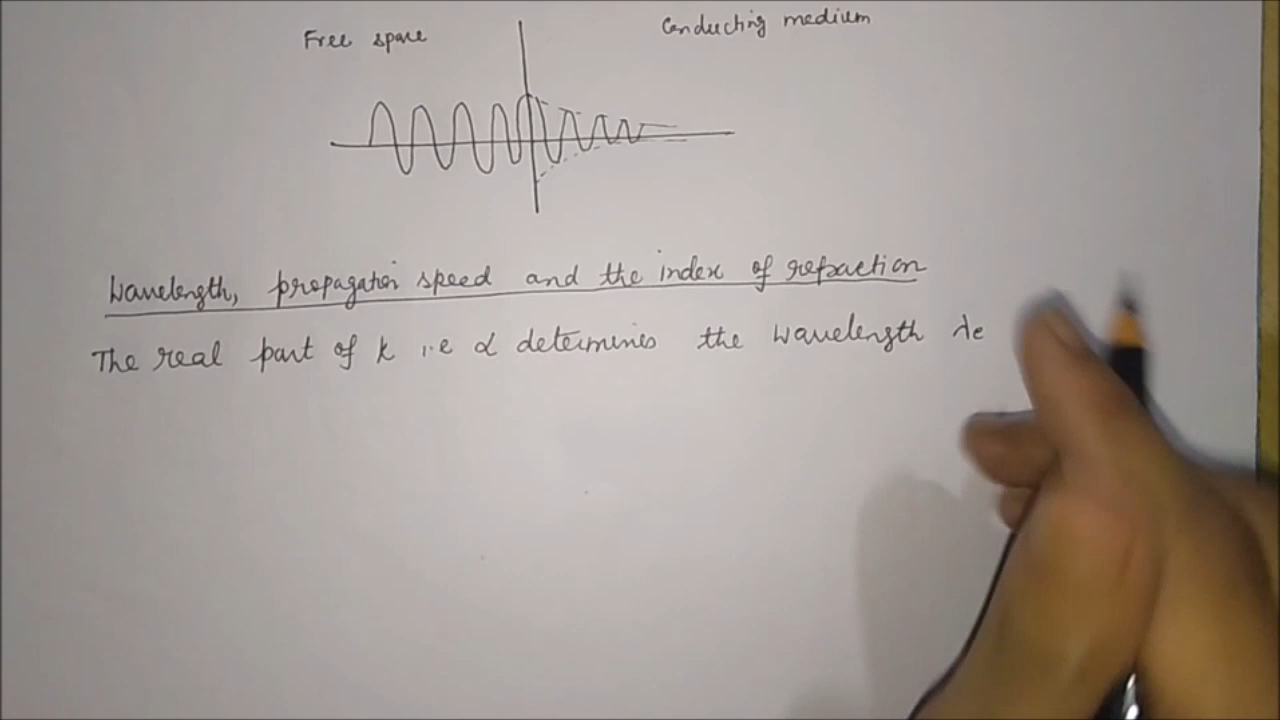 Free space
Conducting medium
Wavelength, propagation speed and the index of refraction
The real part of k i.e α determines the wavelength λc